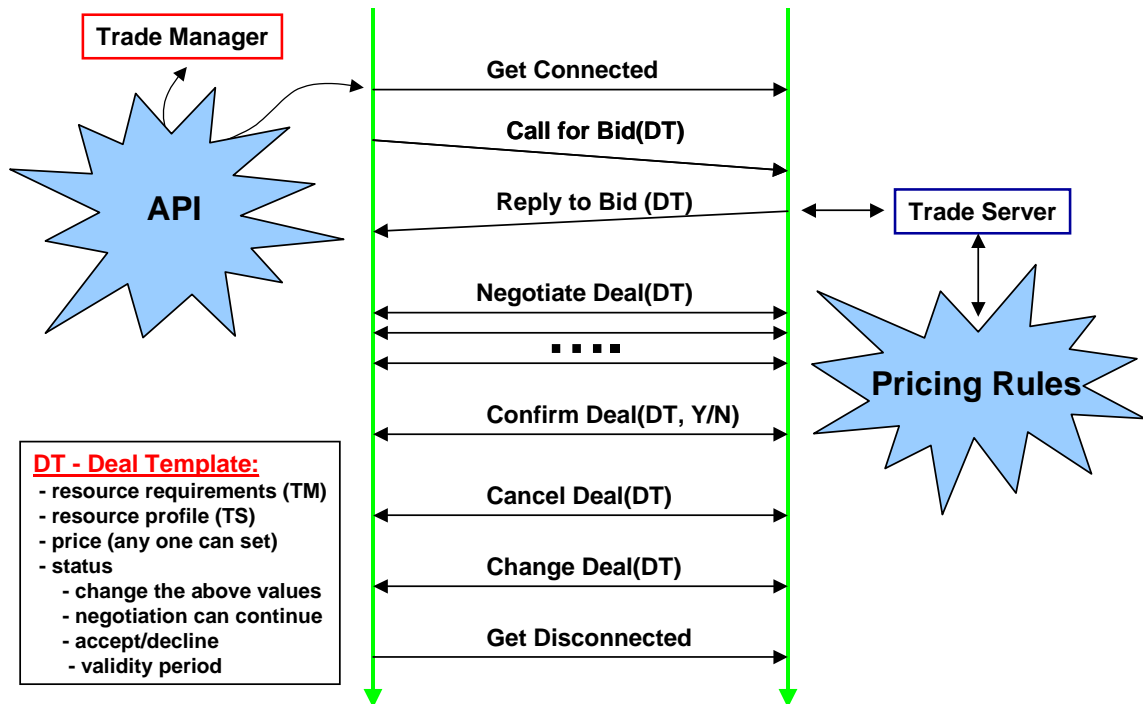 Trade Manager
API
Get Connected
Call for Bid(DT)
Reply to Bid (DT)
Negotiate Deal(DT)
....
Confirm Deal(DT, Y/N)
Cancel Deal(DT)
Change Deal(DT)
Get Disconnected
Trade Server
Pricing Rules
DT - Deal Template:
- resource requirements (TM)
- resource profile (TS)
- price (any one can set)
- status
- change the above values
- negotiation can continue
- accept/decline
- validity period